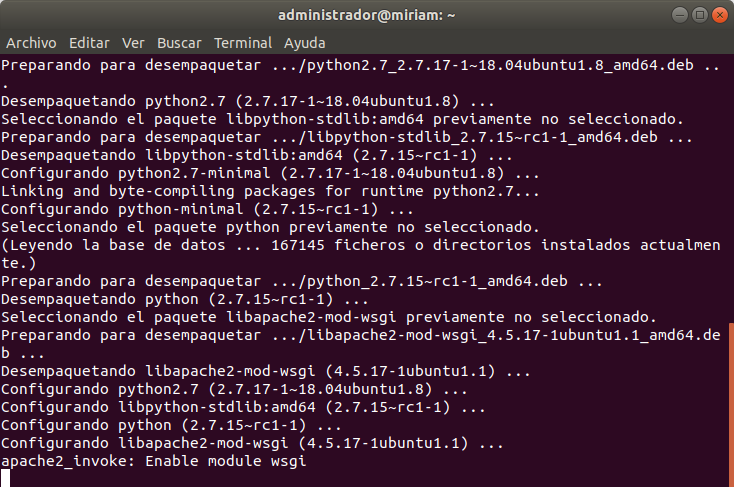 administrador@miriam: ~
Archivo Editar Ver Buscar Terminal Ayuda
Preparando para desempaquetar .../python2.7_2.7.17-1~18.04ubuntu1.8_amd64.deb ..
.
Desempaquetando python2.7 (2.7.17-1~18.04ubuntu1.8) ...
Seleccionando el paquete libpython-stdlib:amd64 previamente no seleccionado.
Preparando para desempaquetar .../libpython-stdlib_2.7.15~rc1-1_amd64.deb ...
Desempaquetando libpython-stdlib:amd64 (2.7.15~rc1-1) ...
Configurando python2.7-minimal (2.7.17-1~18.04ubuntu1.8) ...
Linking and byte-compiling packages for runtime python2.7...
Configurando python-minimal (2.7.15~rc1-1) ...
Seleccionando el paquete python previamente no seleccionado.
(Leyendo la base de datos ... 167145 ficheros o directorios instalados actualmen
te.)
Preparando para desempaquetar .../python_2.7.15~rc1-1_amd64.deb ...
Desempaquetando python (2.7.15~rc1-1) ...
Seleccionando el paquete libapache2-mod-wsgi previamente no seleccionado.
Preparando para desempaquetar .../libapache2-mod-wsgi_4.5.17-1ubuntu1.1_amd64.de
b ...
Desempaquetando libapache2-mod-wsgi (4.5.17-1ubuntu1.1) ...
Configurando python2.7 (2.7.17-1~18.04ubuntu1.8) ...
Configurando libpython-stdlib:amd64 (2.7.15~rc1-1) ...
Configurando python (2.7.15~rc1-1) ...
Configurando libapache2-mod-wsgi (4.5.17-1ubuntu1.1) ...
apache2_invoke: Enable module wsgi